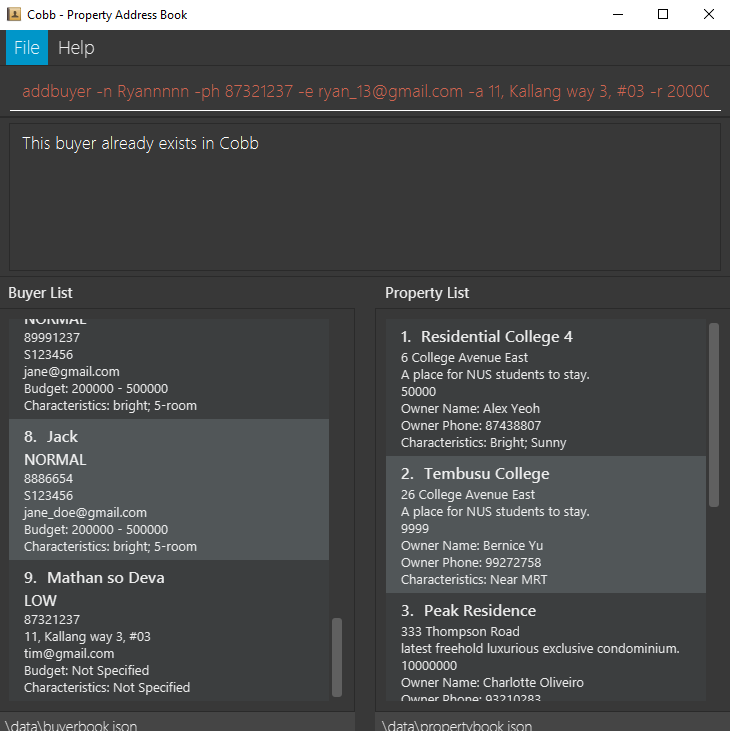 Cobb - Property Address Book
File Help
addbuyer -n Ryannnnn -ph 87321237 -e ryan_13@gmail.com -a 11, Kallang way 3, #03 -r 20000
This buyer already exists in Cobb
Buyer List
NORMAL
89991237
S123456
jane@gmail.com
Budget: 200000 - 500000
Characteristics: bright; 5-room
8. Jack
NORMAL
8886654
S123456
jane_doe@gmail.com
Budget: 200000 - 500000
Characteristics: bright; 5-room
9. Mathan so Deva
LOW
87321237
11, Kallang way 3, #03
tim@gmail.com
Budget: Not Specified
Characteristics: Not Specified
\data\buyerbook.json
Property List
1. Residential College 4
6 College Avenue East
A place for NUS students to stay.
50000
Owner Name: Alex Yeoh
Owner Phone: 87438807
Characteristics: Bright; Sunny
2. Tembusu College
26 College Avenue East
A place for NUS students to stay.
9999
Owner Name: Bernice Yu
Owner Phone: 99272758
Characteristics: Near MRT
3. Peak Residence
333 Thompson Road
latest freehold luxurious exclusive condominium.
10000000
Owner Name: Charlotte Oliveiro
Owner Phone: 93210283
\data\propertybook.json